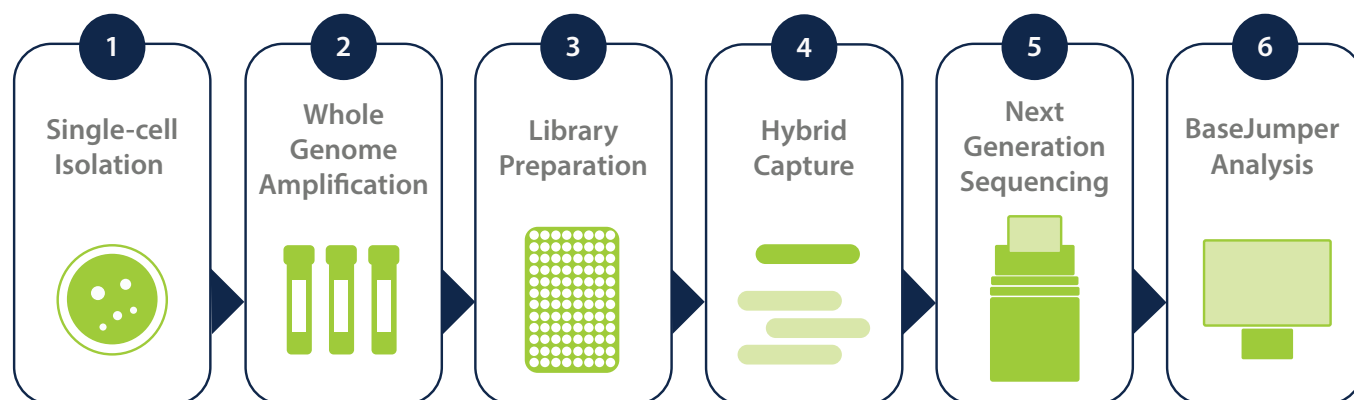 1
Single-cell
Isolation
2
Whole
Genome
Amplification
3
Library
Preparation
4
Hybrid
Capture
5
Next
Generation
Sequencing
6
BaseJumper
Analysis